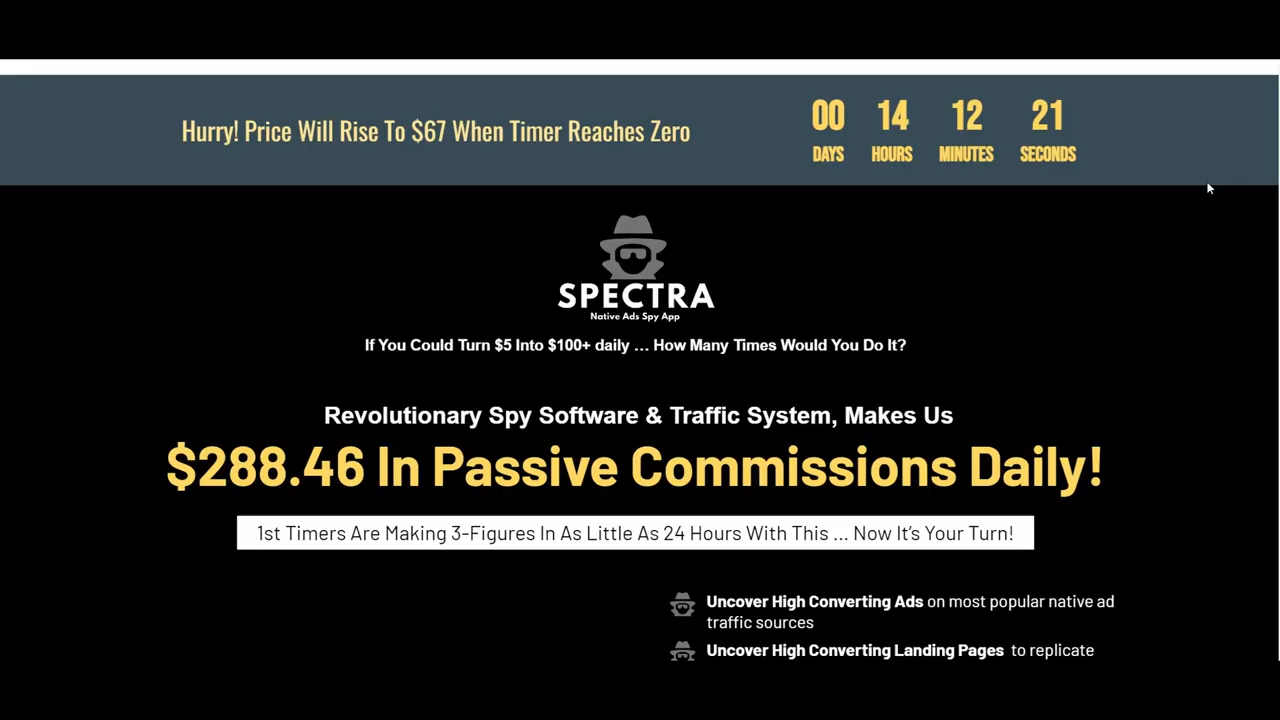 Hurry! Price Will Rise To $67 When Timer Reaches Zero
00 14 12 21
DAYS HOURS MINUTES SECONDS
SPECTRA
Native Ads Spy App
If You Could Turn $5 Into $100+ daily ... How Many Times Would You Do It?
Revolutionary Spy Software & Traffic System, Makes Us
$288.46 In Passive Commissions Daily!
1st Timers Are Making 3-Figures In As Little As 24 Hours With This ... Now It's Your Turn!
Uncover High Converting Ads on most popular native ad
traffic sources
Uncover High Converting Landing Pages to replicate